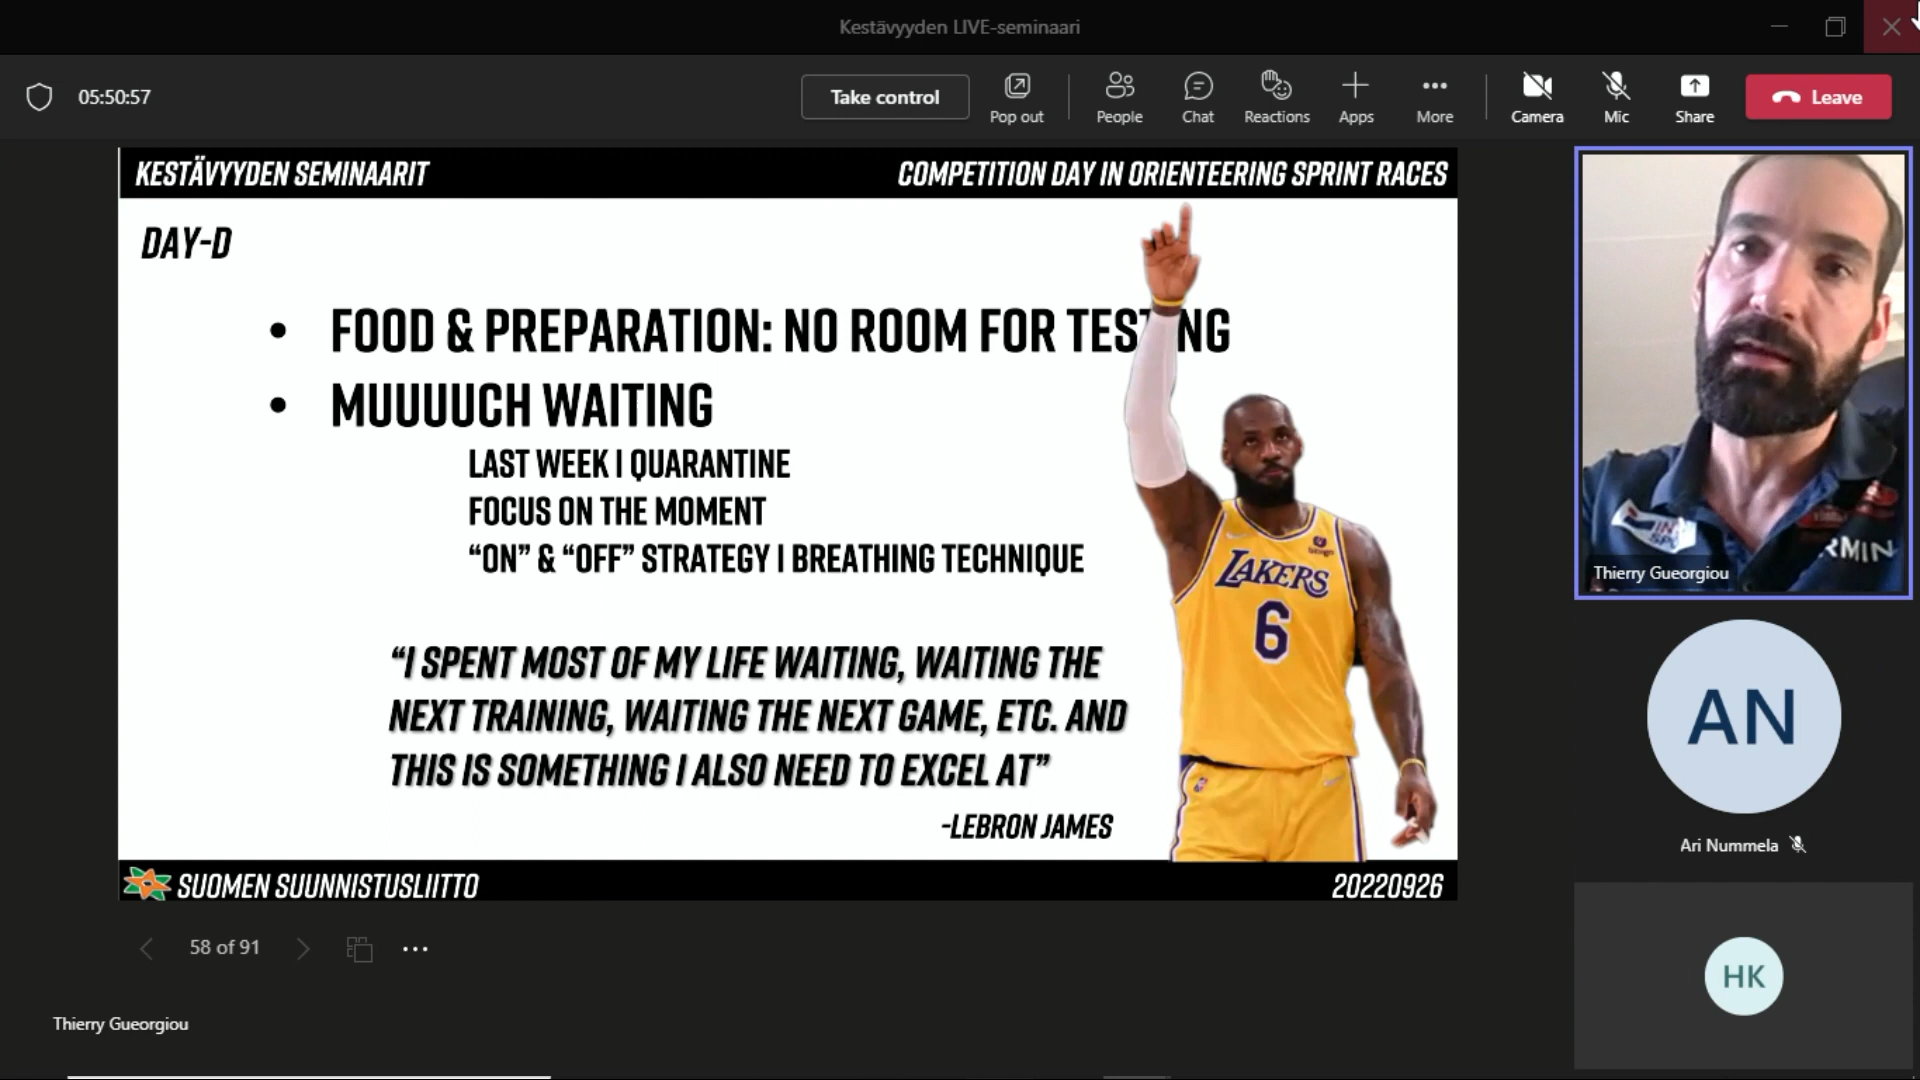 Kestävyyden LIVE-seminaari
05:50:57
Take control
Pop out
People
Chat
Reactions
Apps
More
Camera
Mic
Share
Leave
KESTÄVYYDEN SEMINAARIT
COMPETITION DAY IN ORIENTEERING SPRINT RACES
DAY-D
• FOOD & PREPARATION: NO ROOM FOR TES NG
• MUUUUCH WAITING
LAST WEEK I QUARANTINE
FOCUS ON THE MOMENT
“ON” & “OFF” STRATEGY I BREATHING TECHNIQUE
“I SPENT MOST OF MY LIFE WAITING, WAITING THE
NEXT TRAINING, WAITING THE NEXT GAME, ETC. AND
THIS IS SOMETHING I ALSO NEED TO EXCEL AT”
-LEBRON JAMES
bibigo
LAKERS
6
SUOMEN SUUNNISTUSLIITTO
20220926
RMIN
Thierry Gueorgiou
AN
Ari Nummela
HK
58 of 91
Thierry Gueorgiou